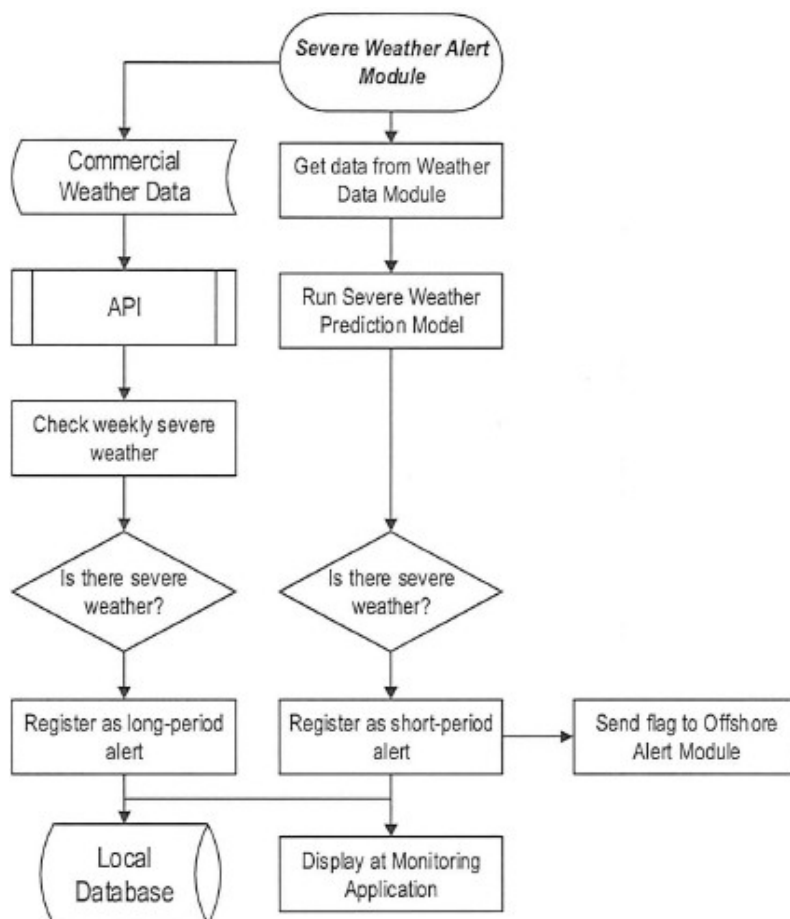 Severe Weather Alert
Module
Commercial
Weather Data
Get data from Weather
Data Module
API
Run Severe Weather
Prediction Model
Check weekly severe
weather
Is there severe
weather?
Is there severe
weather?
Register as long-period
alert
Register as short-period
alert
Send flag to Offshore
Alert Module
Local
Database
Display at Monitoring
Application